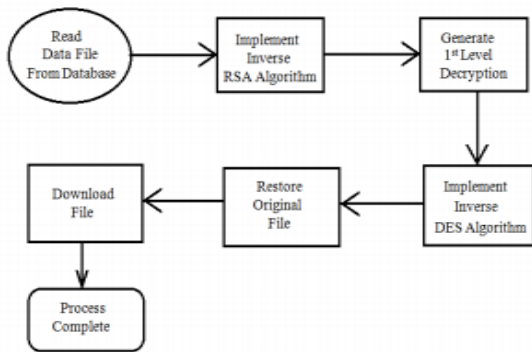 Read
Data File
From Database
Implement
Inverse
RSA Algorithm
Generate
1st Level
Decryption
Implement
Inverse
DES Algorithm
Restore
Original
File
Download
File
Process
Complete